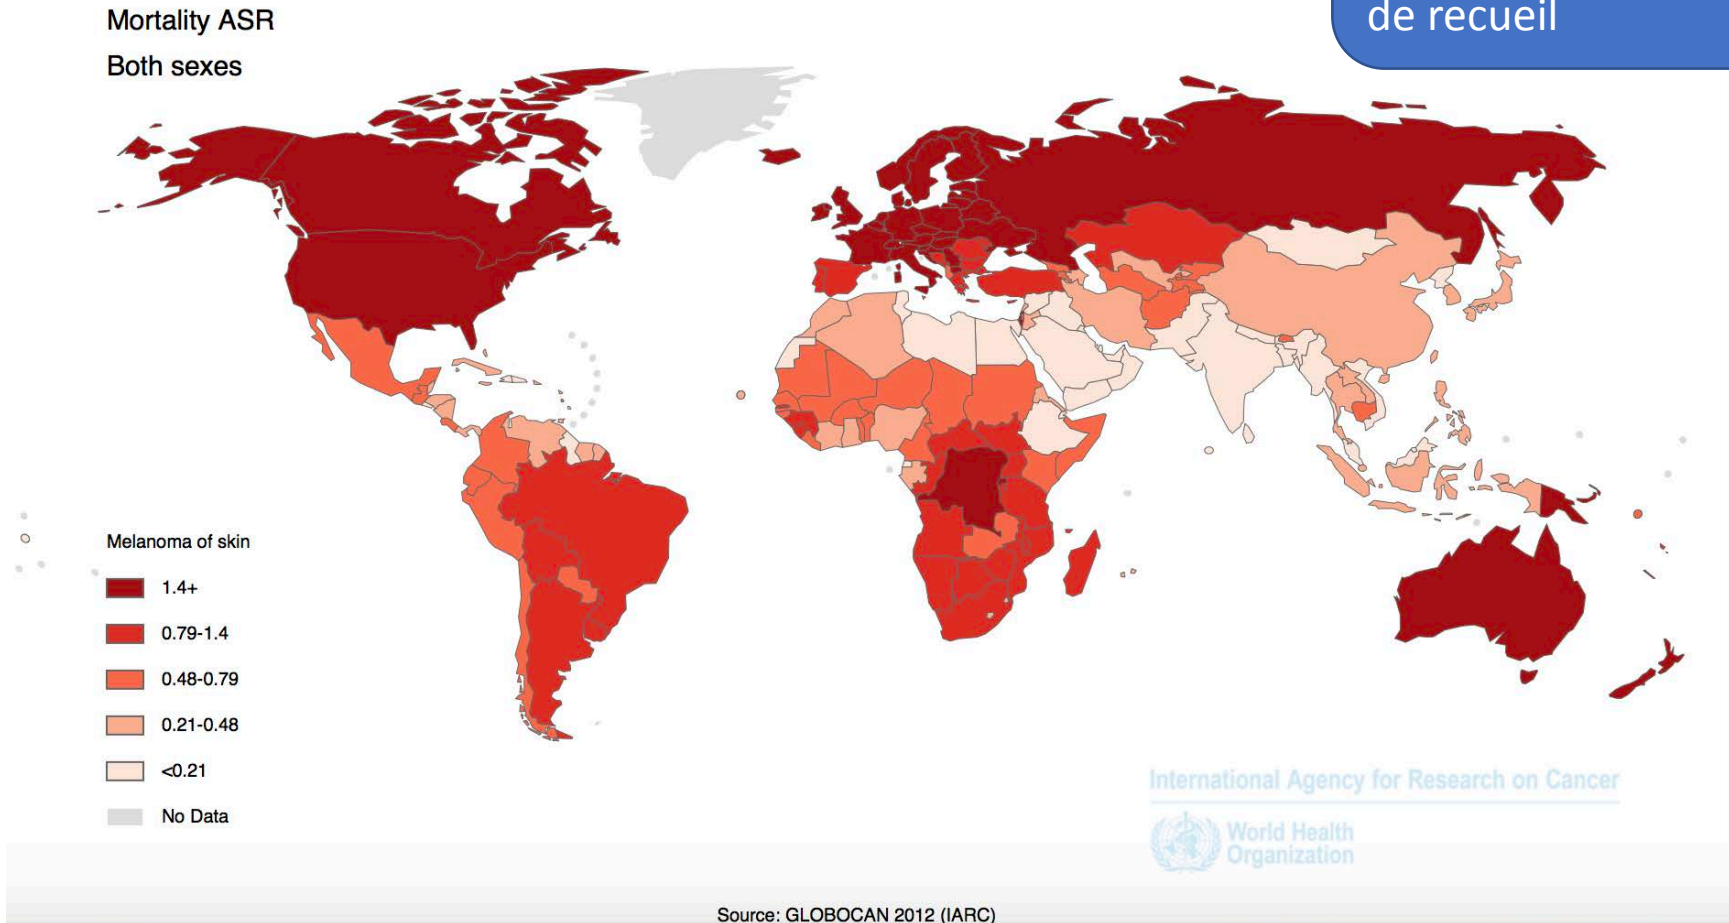 Mortality ASR
Both sexes
de recueil
Melanoma of skin
1.4+
0.79-1.4
0.48-0.79
0.21-0.48
<0.21
No Data
International Agency for Research on Cancer
World Health
Organization
Source: GLOBOCAN 2012 (IARC)